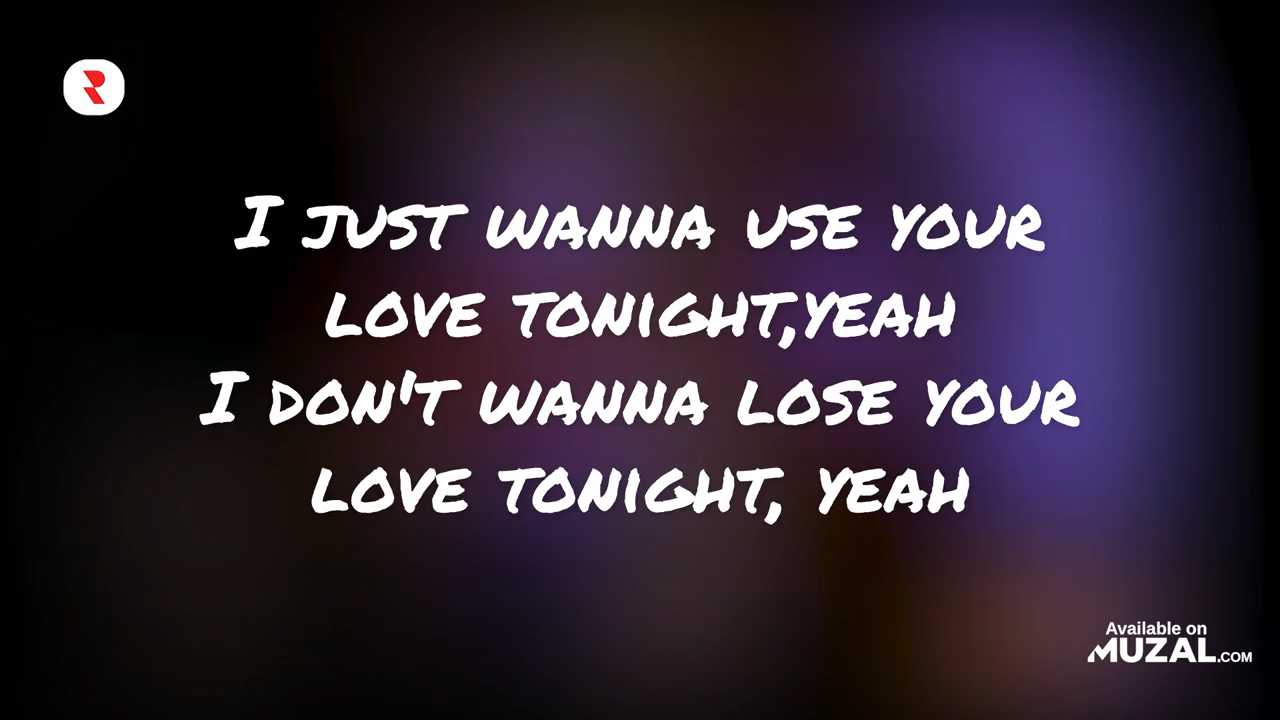 I JUST WANNA USE YOUR
LOVE TONIGHT,YEAH
I DON'T WANNA LOSE YOUR
LOVE TONIGHT, YEAH
Available on
MUZAL.COM